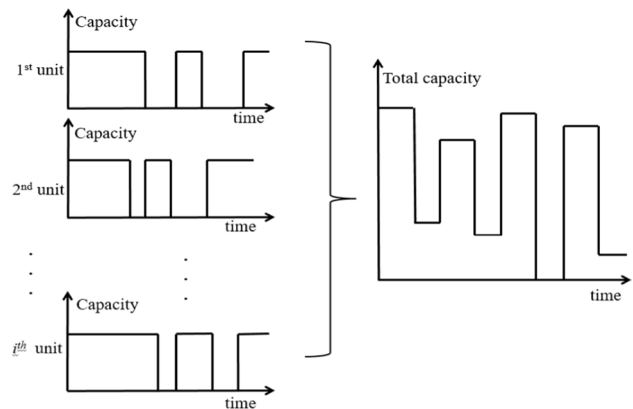 Capacity
1st unit
time
Capacity
2nd unit
time
Capacity
ith unit
time
Total capacity
time